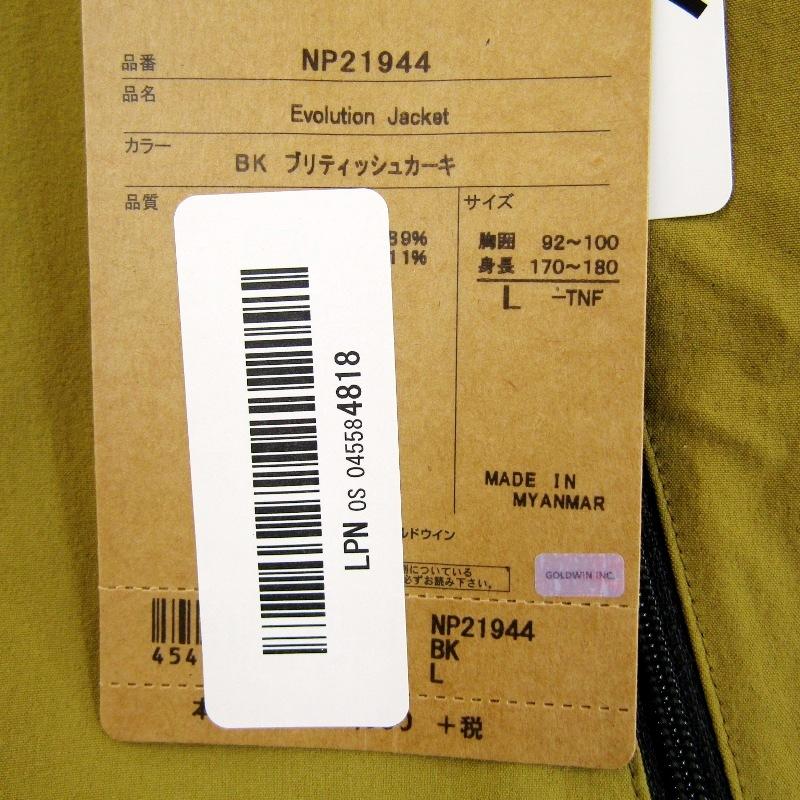 品番 NP21944
品名
Evolution Jacket
カラー
BK ブリティッシュカーキ
品質
サイズ
89%
11%
胸囲 92～100
身長 170～180
L -TNF
LPN OS 045584818
MADE IN
MYANMAR
ルドウイン
についている
必ずお読み下さい。
GOLDWIN INC.
454
NP21944
BK
L
本
+税